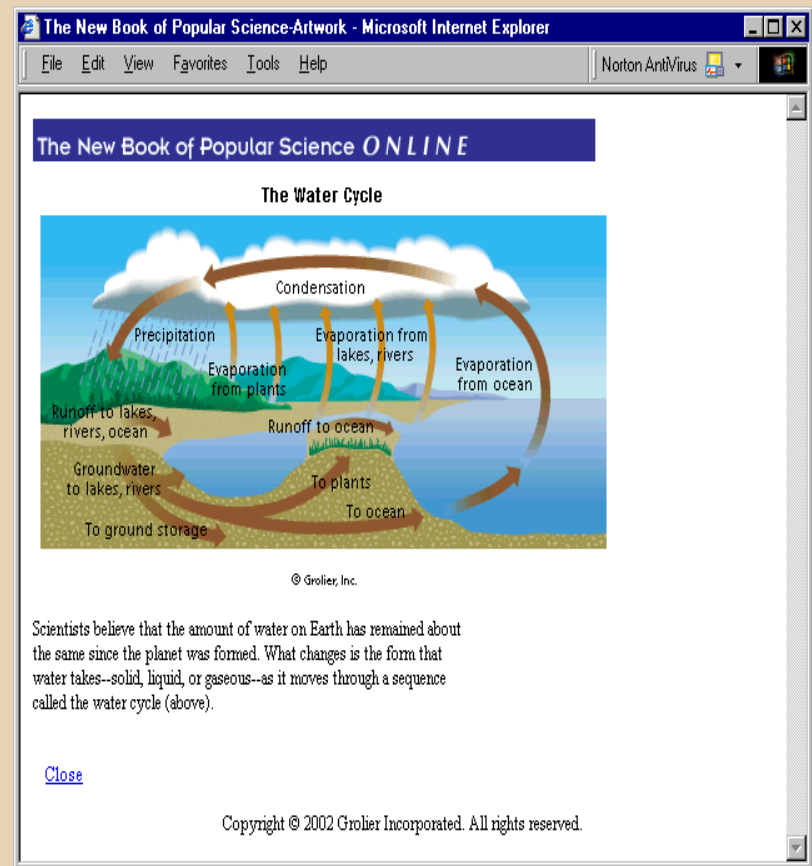 The New Book of Popular Science-Artwork - Microsoft Internet Explorer
File Edit View Favorites Tools Help
Norton AntiVirus
The New Book of Popular Science ONLINE
The Water Cycle
Condensation
Precipitation
Evaporation from
lakes, rivers
Evaporation
from plants
Evaporation
from ocean
Runoff to lakes,
rivers, ocean
Runoff to ocean
Groundwater
to lakes, rivers
To plants
To ocean
To ground storage
© Grolier, Inc.
Scientists believe that the amount of water on Earth has remained about
the same since the planet was formed. What changes is the form that
water takes--solid, liquid, or gaseous--as it moves through a sequence
called the water cycle (above).
Close
Copyright © 2002 Grolier Incorporated. All rights reserved.